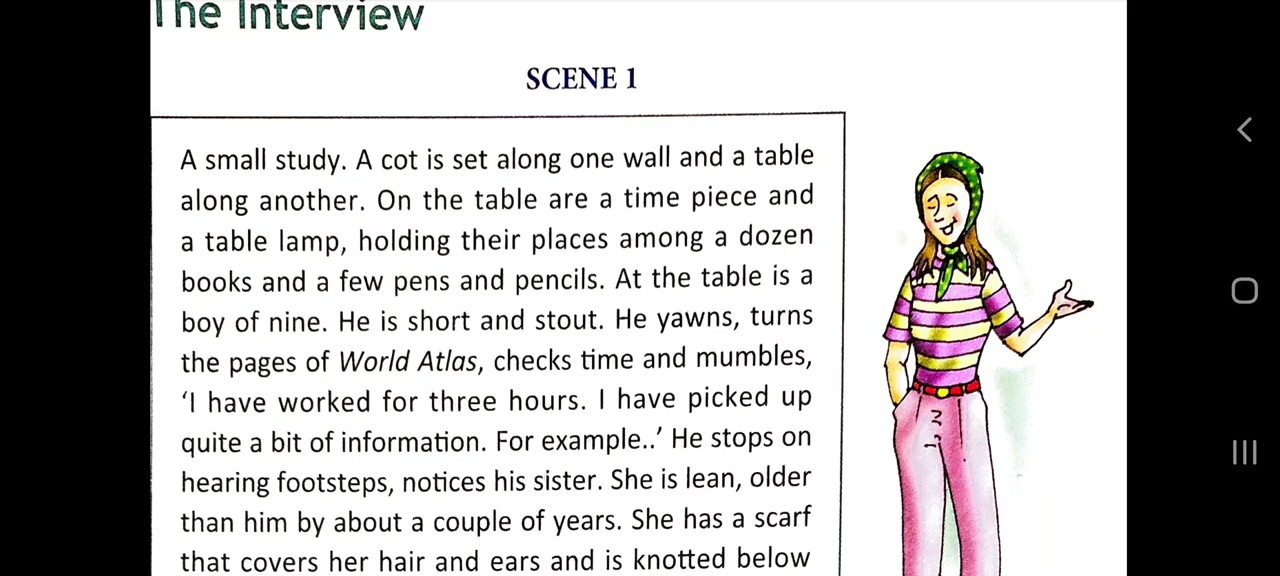 The Interview
SCENE 1
A small study. A cot is set along one wall and a table
along another. On the table are a time piece and
a table lamp, holding their places among a dozen
books and a few pens and pencils. At the table is a
boy of nine. He is short and stout. He yawns, turns
the pages of World Atlas, checks time and mumbles,
‘I have worked for three hours. I have picked up
quite a bit of information. For example..’ He stops on
hearing footsteps, notices his sister. She is lean, older
than him by about a couple of years. She has a scarf
that covers her hair and ears and is knotted below